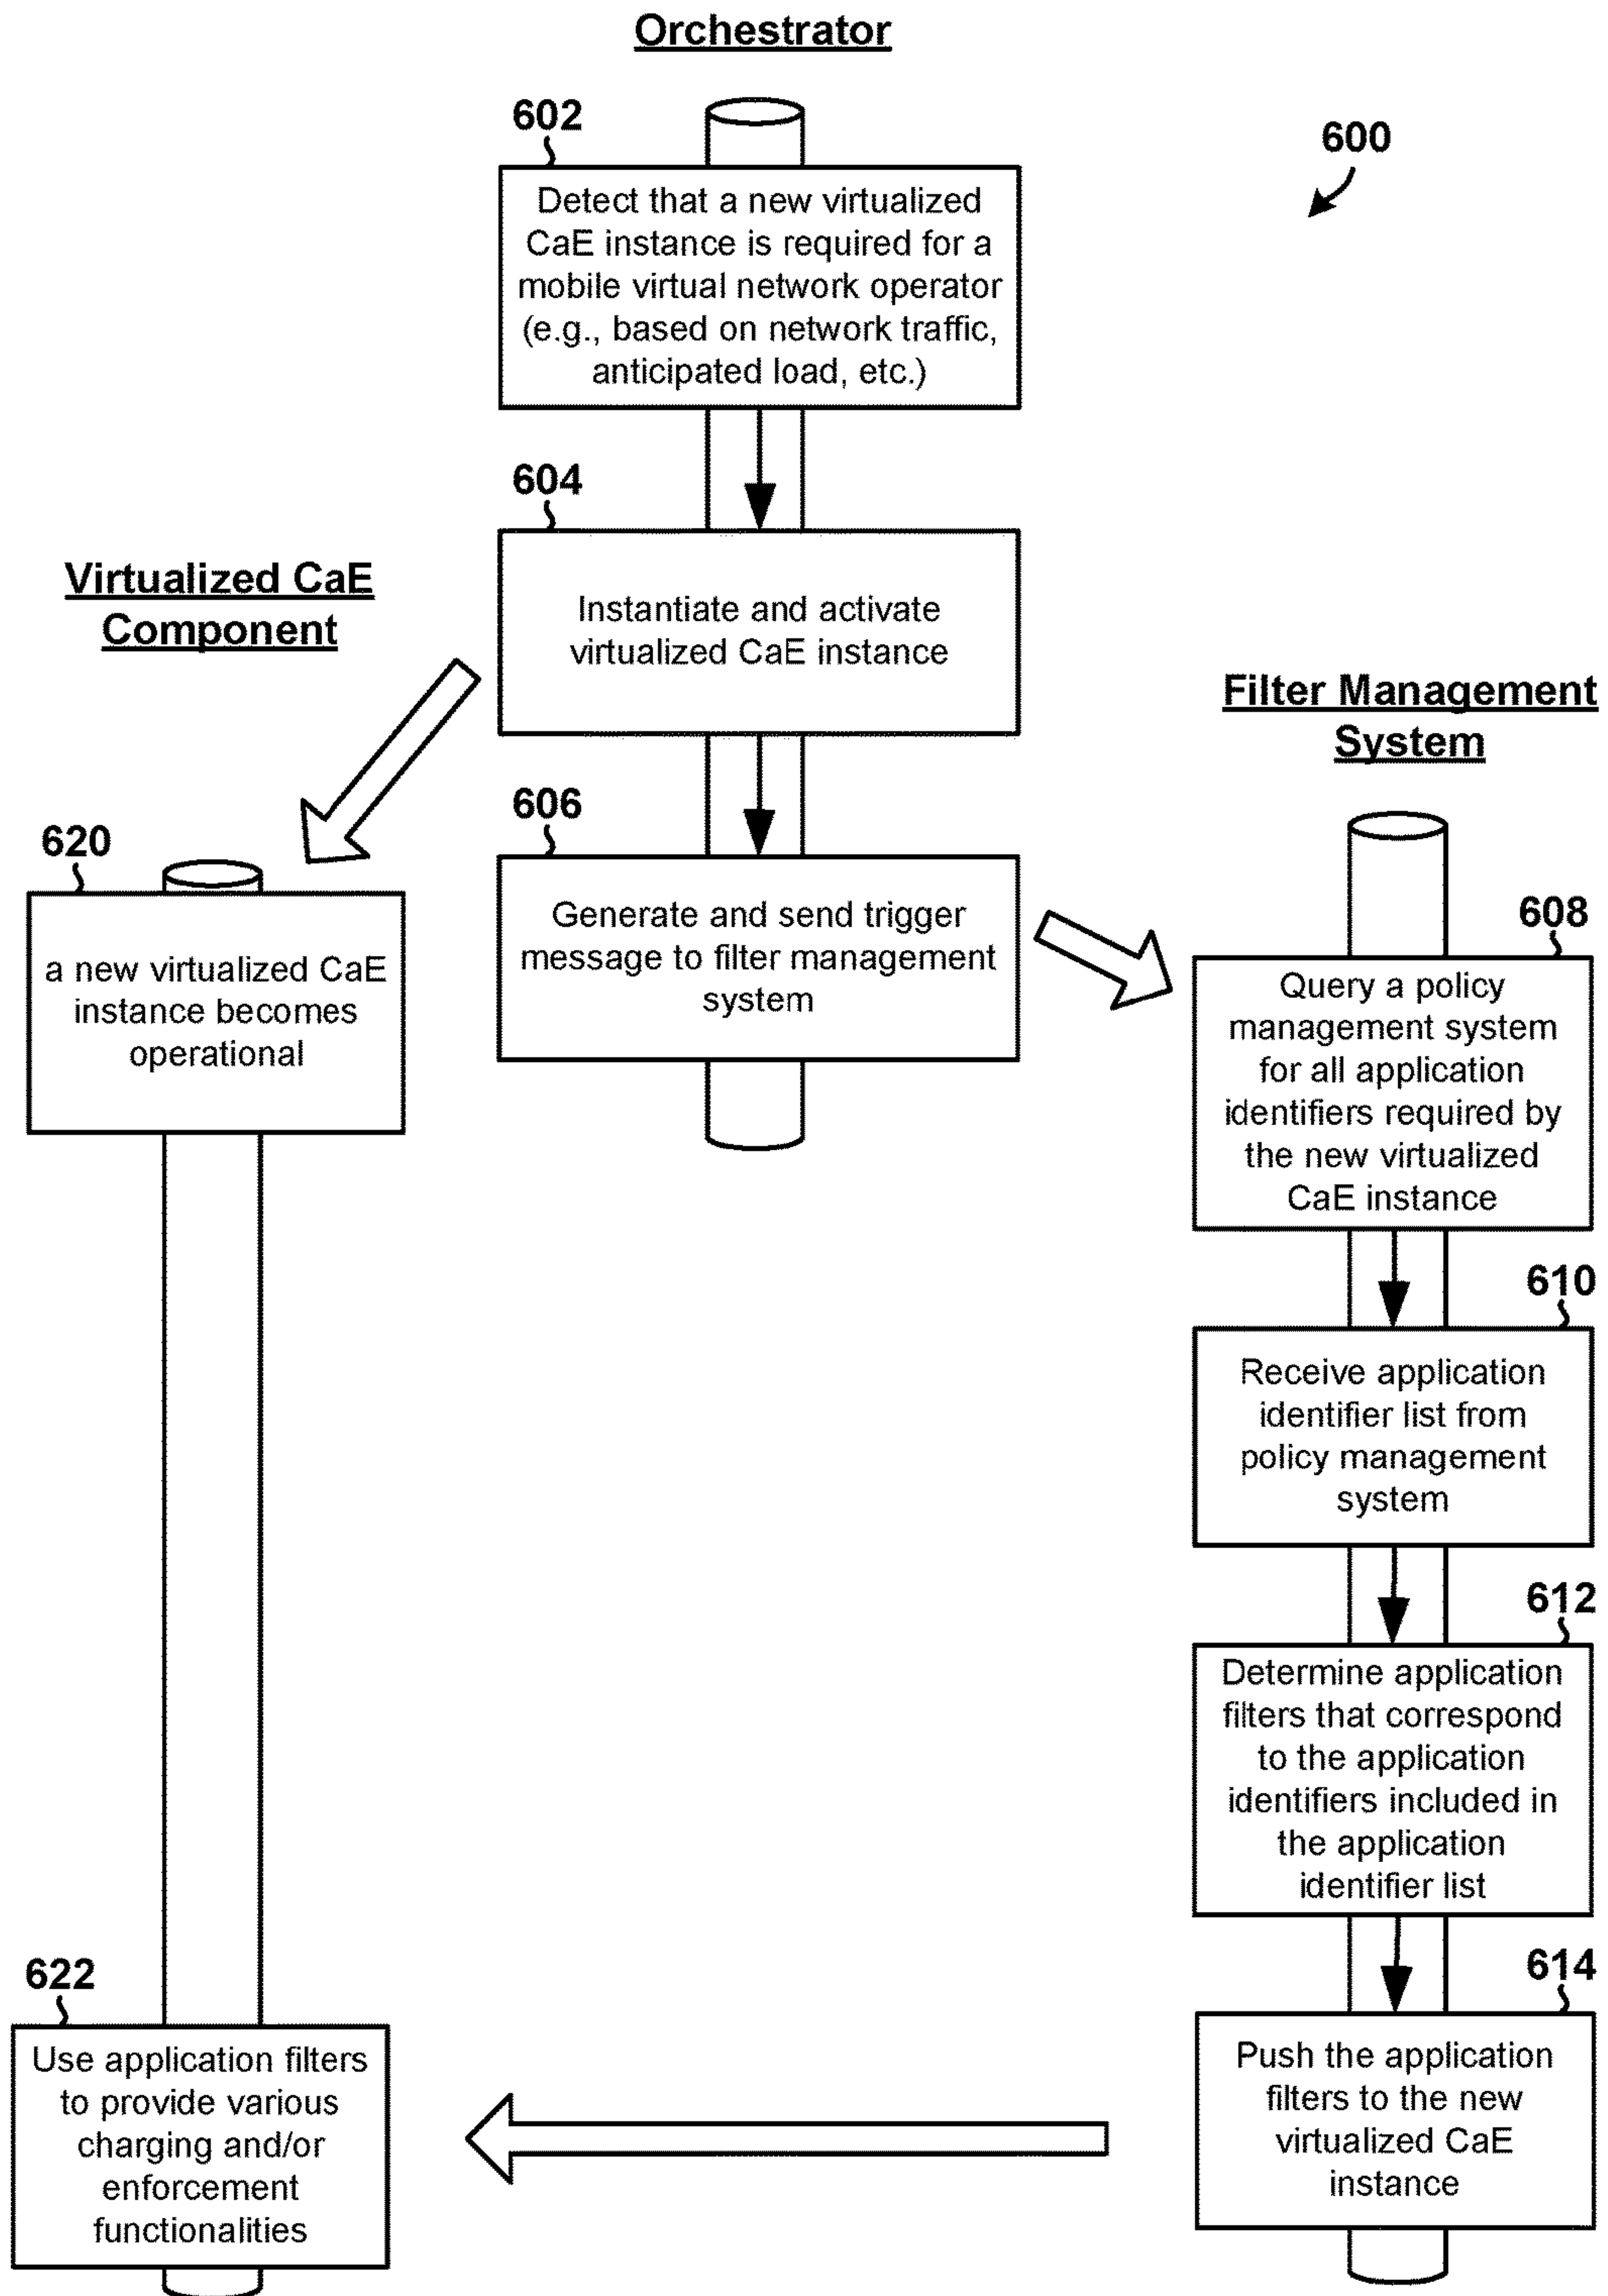 Orchestrator
602
600
Detect that a new virtualized
CaE instance is required for a
mobile virtual network operator
(e.g., based on network traffic,
anticipated load, etc.)
604
Virtualized CaE
Component
Instantiate and activate
virtualized CaE instance
Filter Management
System
606
620
Generate and send trigger
message to filter management
system
608
a new virtualized CaE
instance becomes
operational
Query a policy
management system
for all application
identifiers required by
the new virtualized
CaE instance
610
Receive application
identifier list from
policy management
system
612
Determine application
filters that correspond
to the application
identifiers included in
the application
identifier list
622
614
Use application filters
to provide various
charging and/or
enforcement
functionalities
Push the application
filters to the new
virtualized CaE
instance